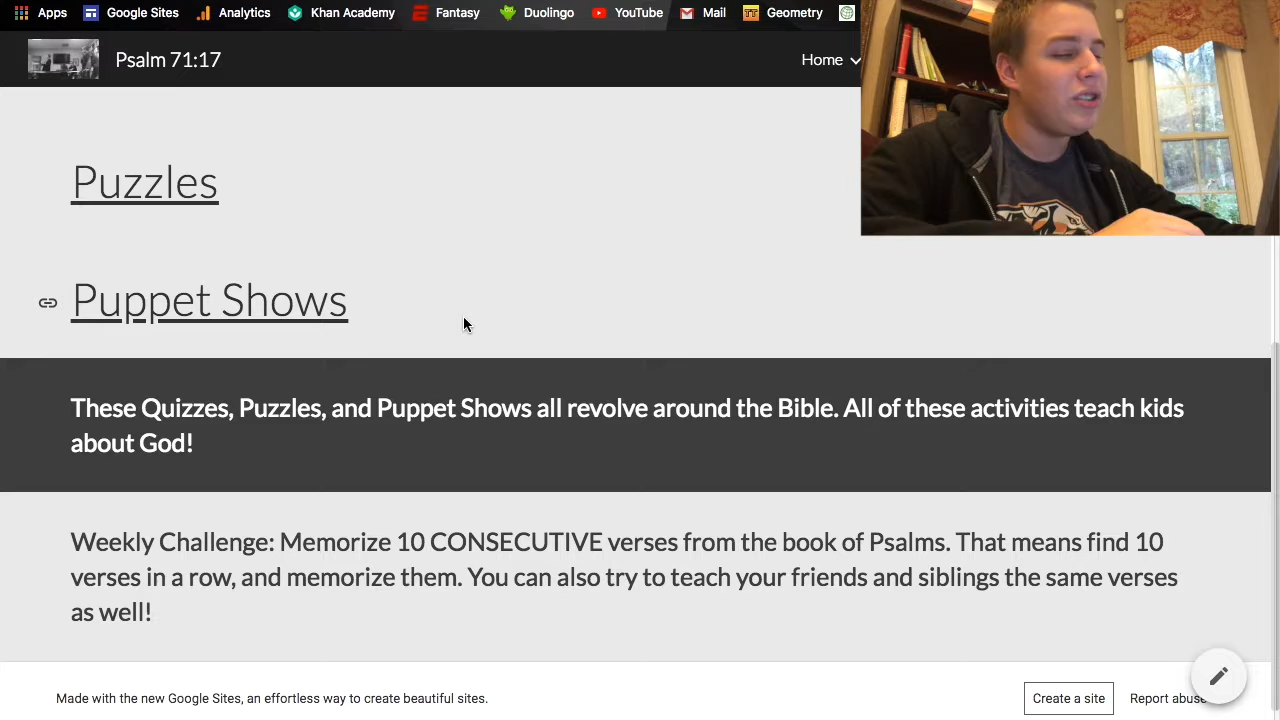 Apps Google Sites Analytics Khan Academy Fantasy Duolingo YouTube Mail TT Geometry
Psalm 71:17 Home
Puzzles
Puppet Shows
These Quizzes, Puzzles, and Puppet Shows all revolve around the Bible. All of these activities teach kids
about God!
Weekly Challenge: Memorize 10 CONSECUTIVE verses from the book of Psalms. That means find 10
verses in a row, and memorize them. You can also try to teach your friends and siblings the same verses
as well!
Made with the new Google Sites, an effortless way to create beautiful sites. Create a site Report abuse